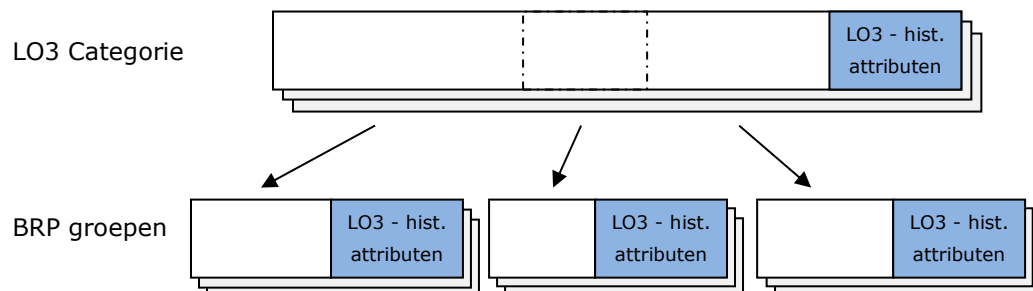 LO3 Categorie
LO3 - hist.
attributen
BRP groepen
LO3 - hist.
attributen
LO3 - hist.
attributen
LO3 - hist.
attributen